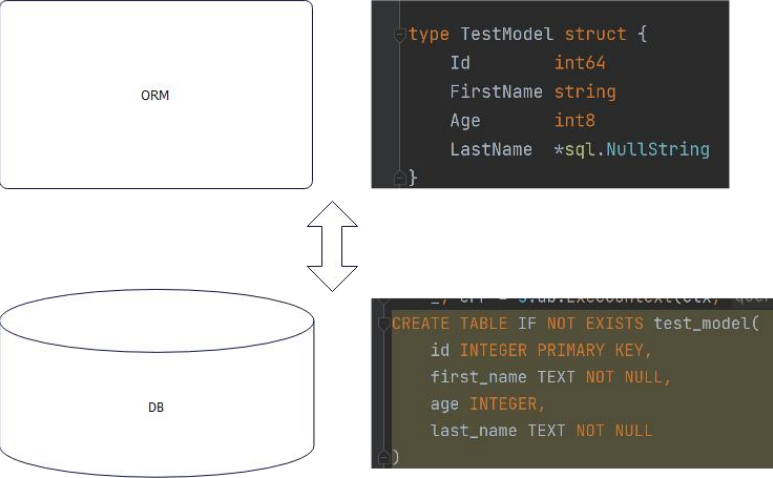 ORM
type TestModel struct {
Id int64
FirstName string
Age int8
LastName *sql.NullString
}
DB
CREATE TABLE IF NOT EXISTS test_model(
id INTEGER PRIMARY KEY,
first_name TEXT NOT NULL,
age INTEGER,
last_name TEXT NOT NULL
)